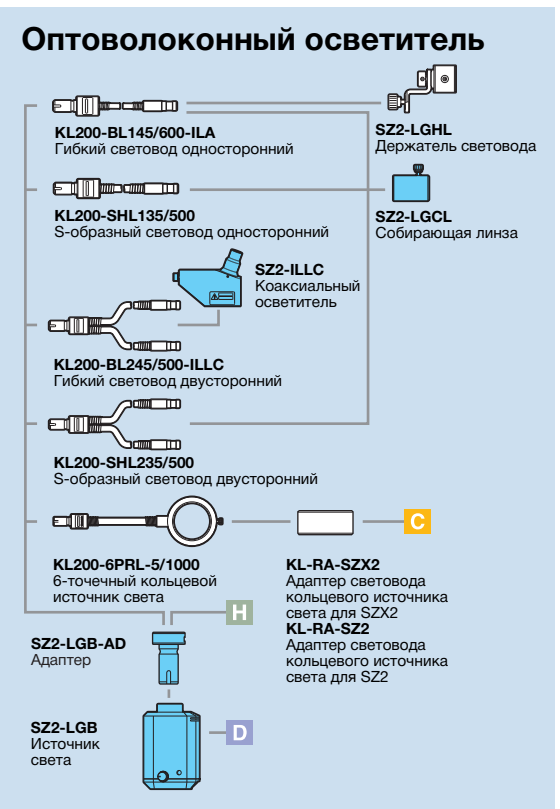 Оптоволоконный осветитель
KL200-BL145/600-ILA
Гибкий световод односторонний
SZ2-LGHL
Держатель световода
KL200-SHL135/500
S-образный световод односторонний
SZ2-LGCL
Собирающая линза
SZ2-ILLC
Коаксиальный
осветитель
KL200-BL245/500-ILLC
Гибкий световод двусторонний
KL200-SHL235/500
S-образный световод двусторонний
C
KL200-6PRL-5/1000
6-точечный кольцевой
источник света
KL-RA-SZX2
Адаптер световода
кольцевого источника
света для SZX2
KL-RA-SZ2
Адаптер световода
кольцевого источника
света для SZ2
H
SZ2-LGB-AD
Адаптер
SZ2-LGB
Источник
света
D